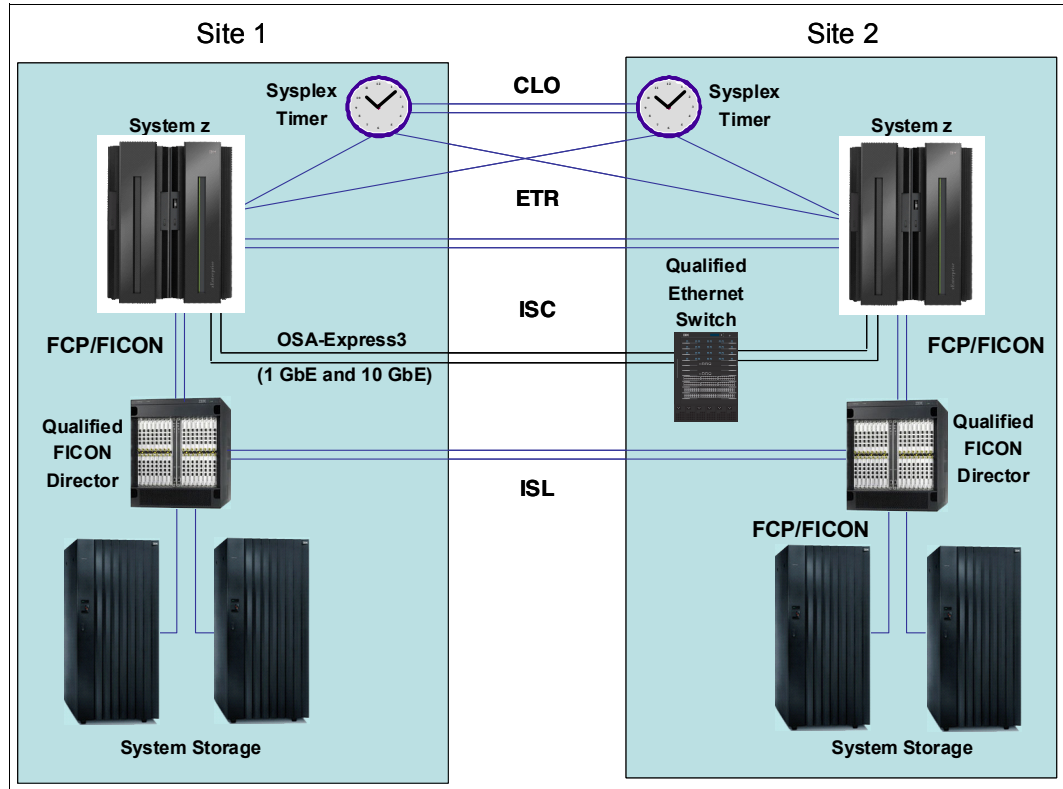 Site 1
Site 2
CLO
Sysplex
Timer
Sysplex
Timer
System z
System z
ETR
Qualified
Ethernet
Switch
ISC
OSA-Express3
(1 GbE and 10 GbE)
FCP/FICON
FCP/FICON
Qualified
FICON
Director
Qualified
FICON
Director
ISL
FCP/FICON
System Storage
System Storage